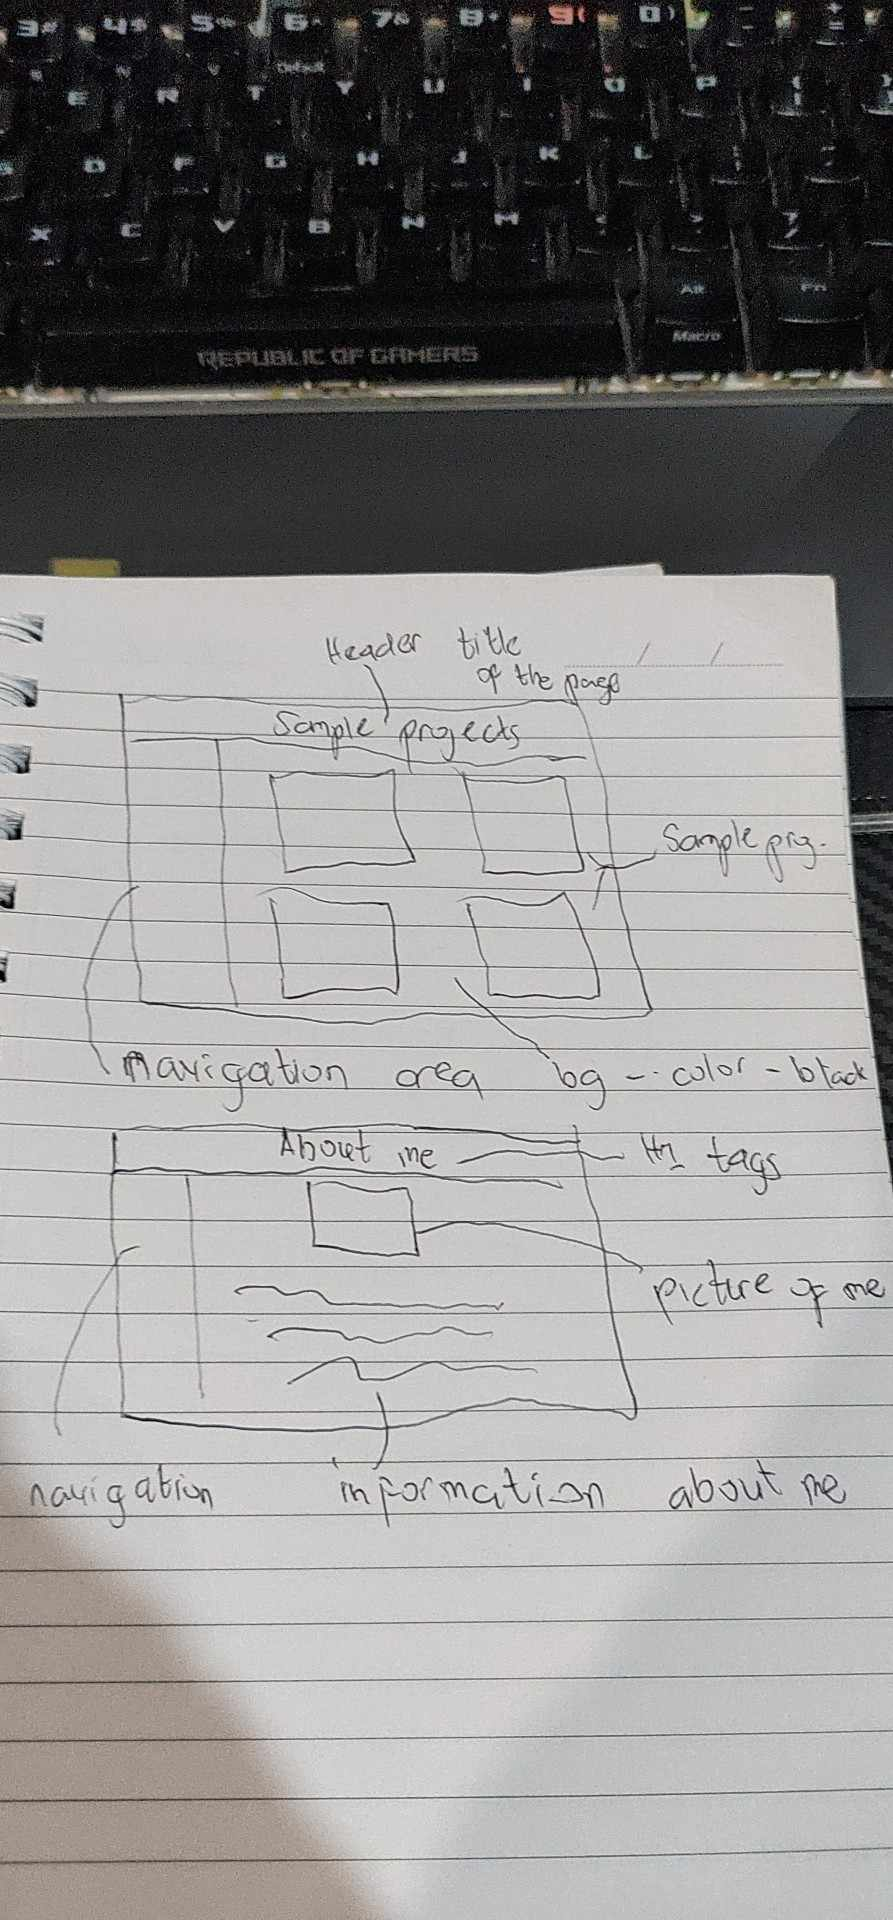 3# 4$ 5% 6^ 7& 8* 9( 0)
Default
E R T Y U I O P
D F G H J K L
X C V B N M
Alt Fn
Macro
REPUBLIC OF GAMERS
Header title
of the page
Sample projects
Sample prg.
navigation area bg - color - black
About me H1 tags
picture of me
navigation information about me